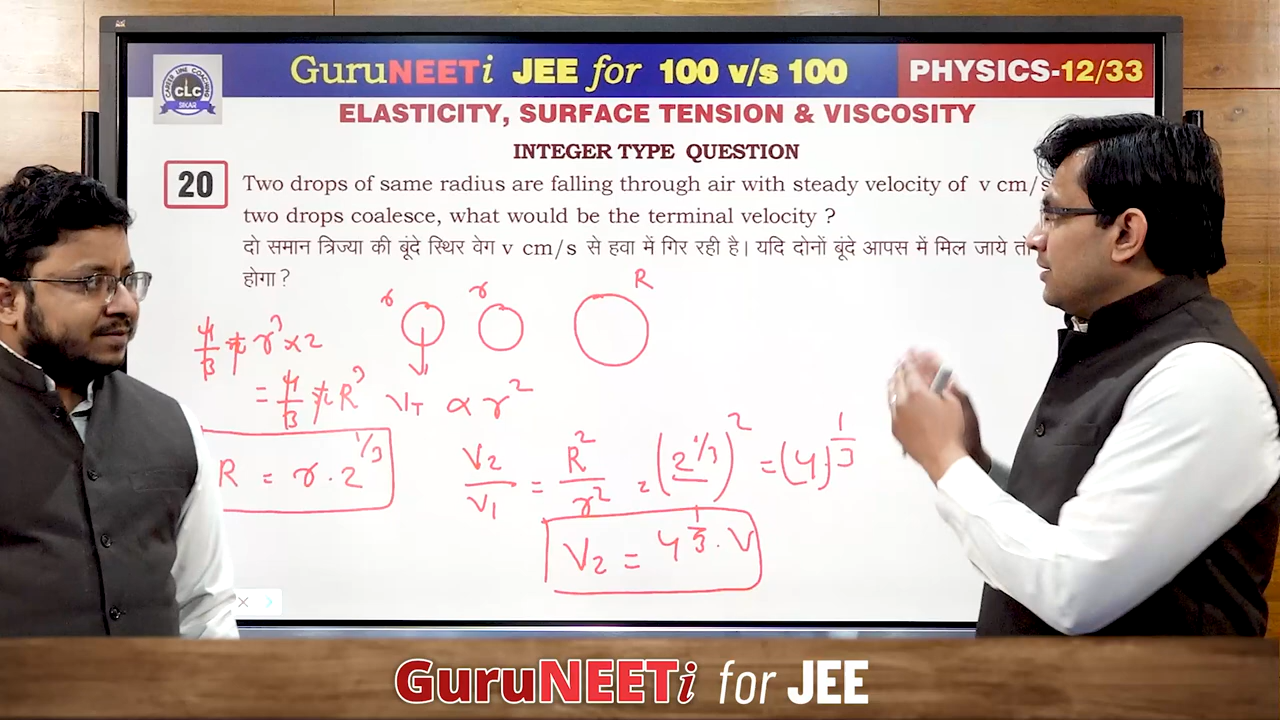 GuruNEETi JEE for 100 v/s 100
PHYSICS-12/33
CLC
SIKAR
ELASTICITY, SURFACE TENSION & VISCOSITY
INTEGER TYPE QUESTION
20
Two drops of same radius are falling through air with steady velocity of v cm/s
two drops coalesce, what would be the terminal velocity ?
दो समान त्रिज्या की बूंदे स्थिर वेग v cm/s से हवा में गिर रही है। यदि दोनों बूंदे आपस में मिल जाये तो
होगा ?
r r R
4/3 π r³ × 2
= 4/3 π R³
V_T ∝ r²
R = r · 2^{1/3}
V₂/V₁ = R²/r² = (2^{1/3})² = (4)^{1/3}
V₂ = 4^{1/3} · V
GuruNEETi for JEE